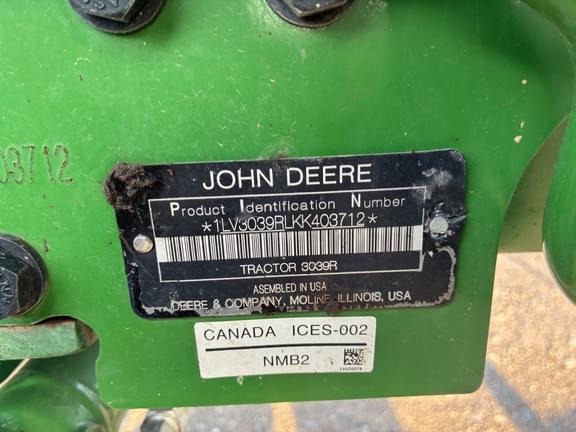 03712
JOHN DEERE
Product Identification Number
*1LV3039RLKK403712*
TRACTOR 3039R
ASEMBLED IN USA
DEERE & COMPANY, MOLINE, ILLINOIS, USA
CANADA ICES-002
NMB2